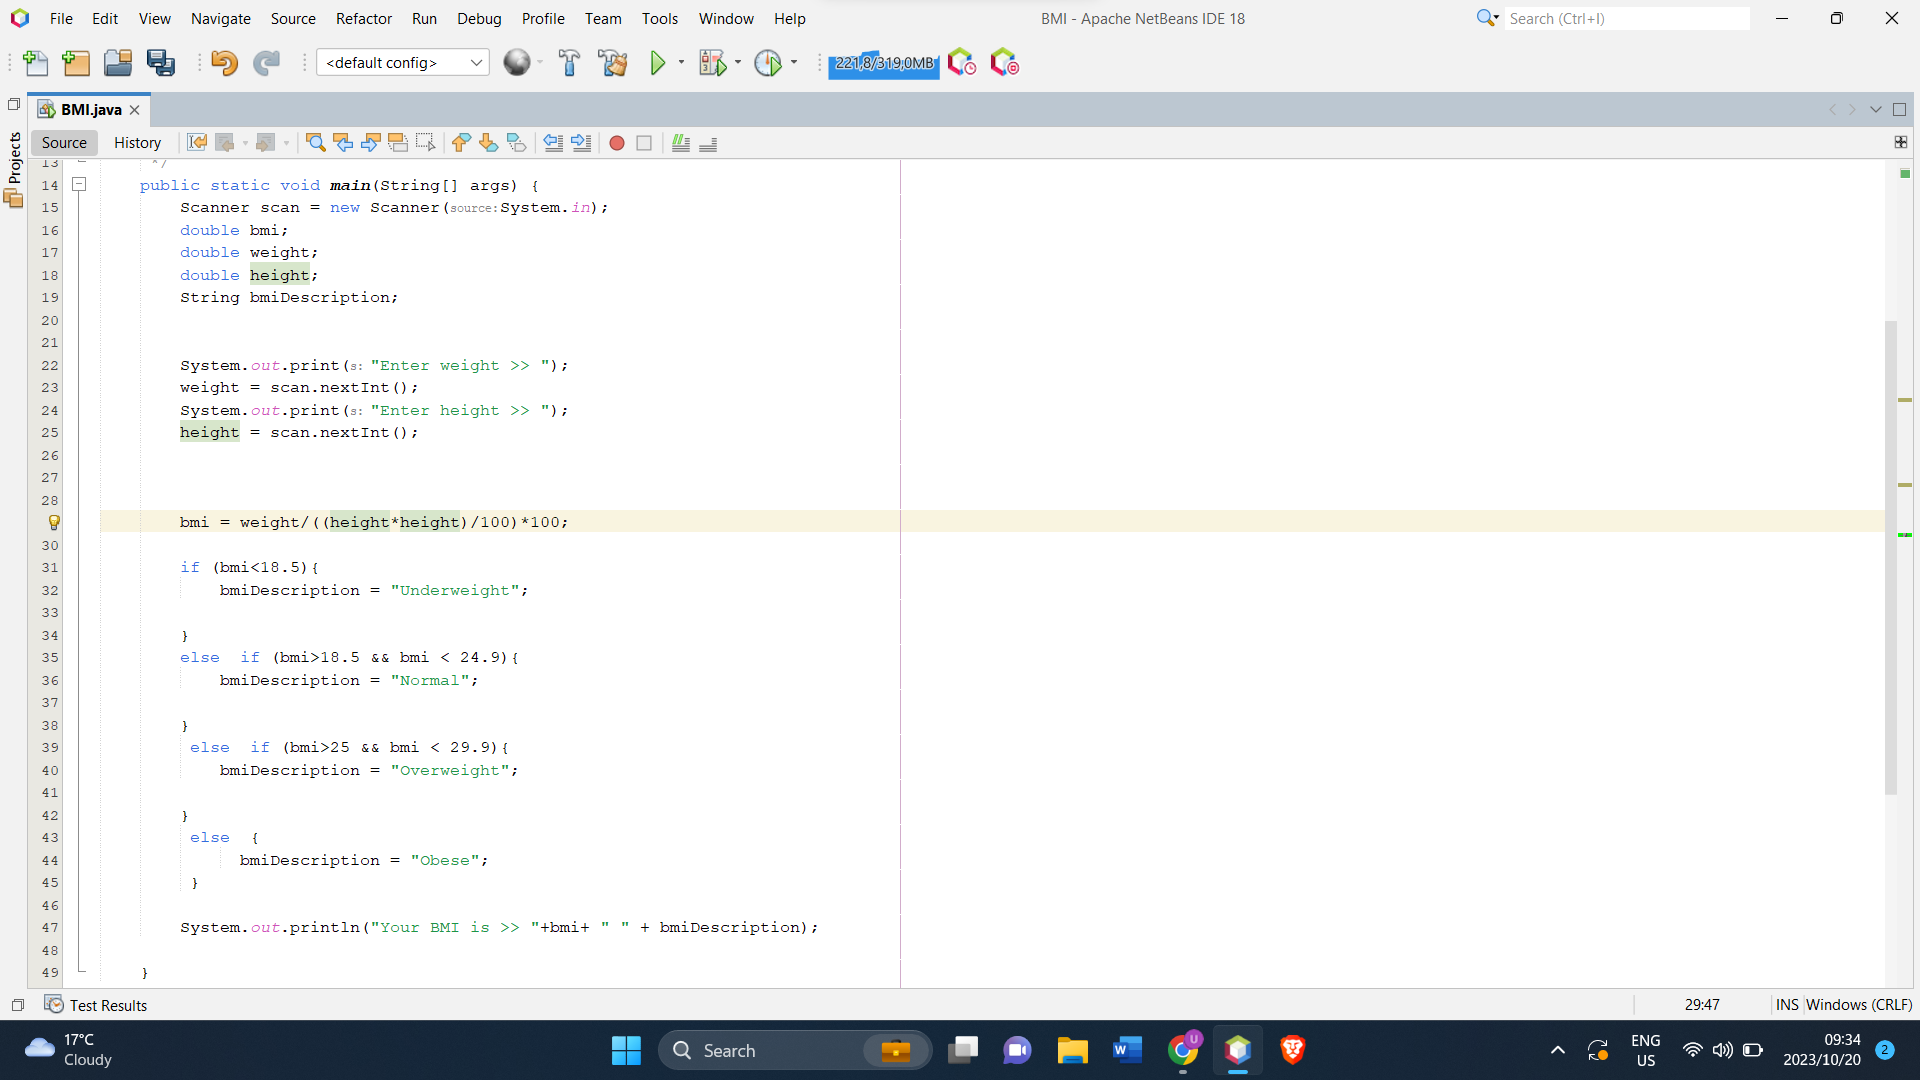 File Edit View Navigate Source Refactor Run Debug Profile Team Tools Window Help
BMI - Apache NetBeans IDE 18
Search (Ctrl+I)
<default config>
221,8/319,0MB
BMI.java
Projects
Source History
13 */
14 public static void main(String[] args) {
15 Scanner scan = new Scanner(source:System.in);
16 double bmi;
17 double weight;
18 double height;
19 String bmiDescription;
20
21
22 System.out.print(s: "Enter weight >> ");
23 weight = scan.nextInt();
24 System.out.print(s: "Enter height >> ");
25 height = scan.nextInt();
26
27
28
bmi = weight/((height*height)/100)*100;
30
31 if (bmi<18.5){
32 bmiDescription = "Underweight";
33
34 }
35 else  if (bmi>18.5 && bmi < 24.9){
36 bmiDescription = "Normal";
37
38 }
39 else  if (bmi>25 && bmi < 29.9){
40 bmiDescription = "Overweight";
41
42 }
43 else  {
44 bmiDescription = "Obese";
45 }
46
47 System.out.println("Your BMI is >> "+bmi+ " " + bmiDescription);
48
49 }
Test Results
29:47 INS Windows (CRLF)
17°C
Cloudy
Search
U
W
ENG
US
09:34
2023/10/20
2